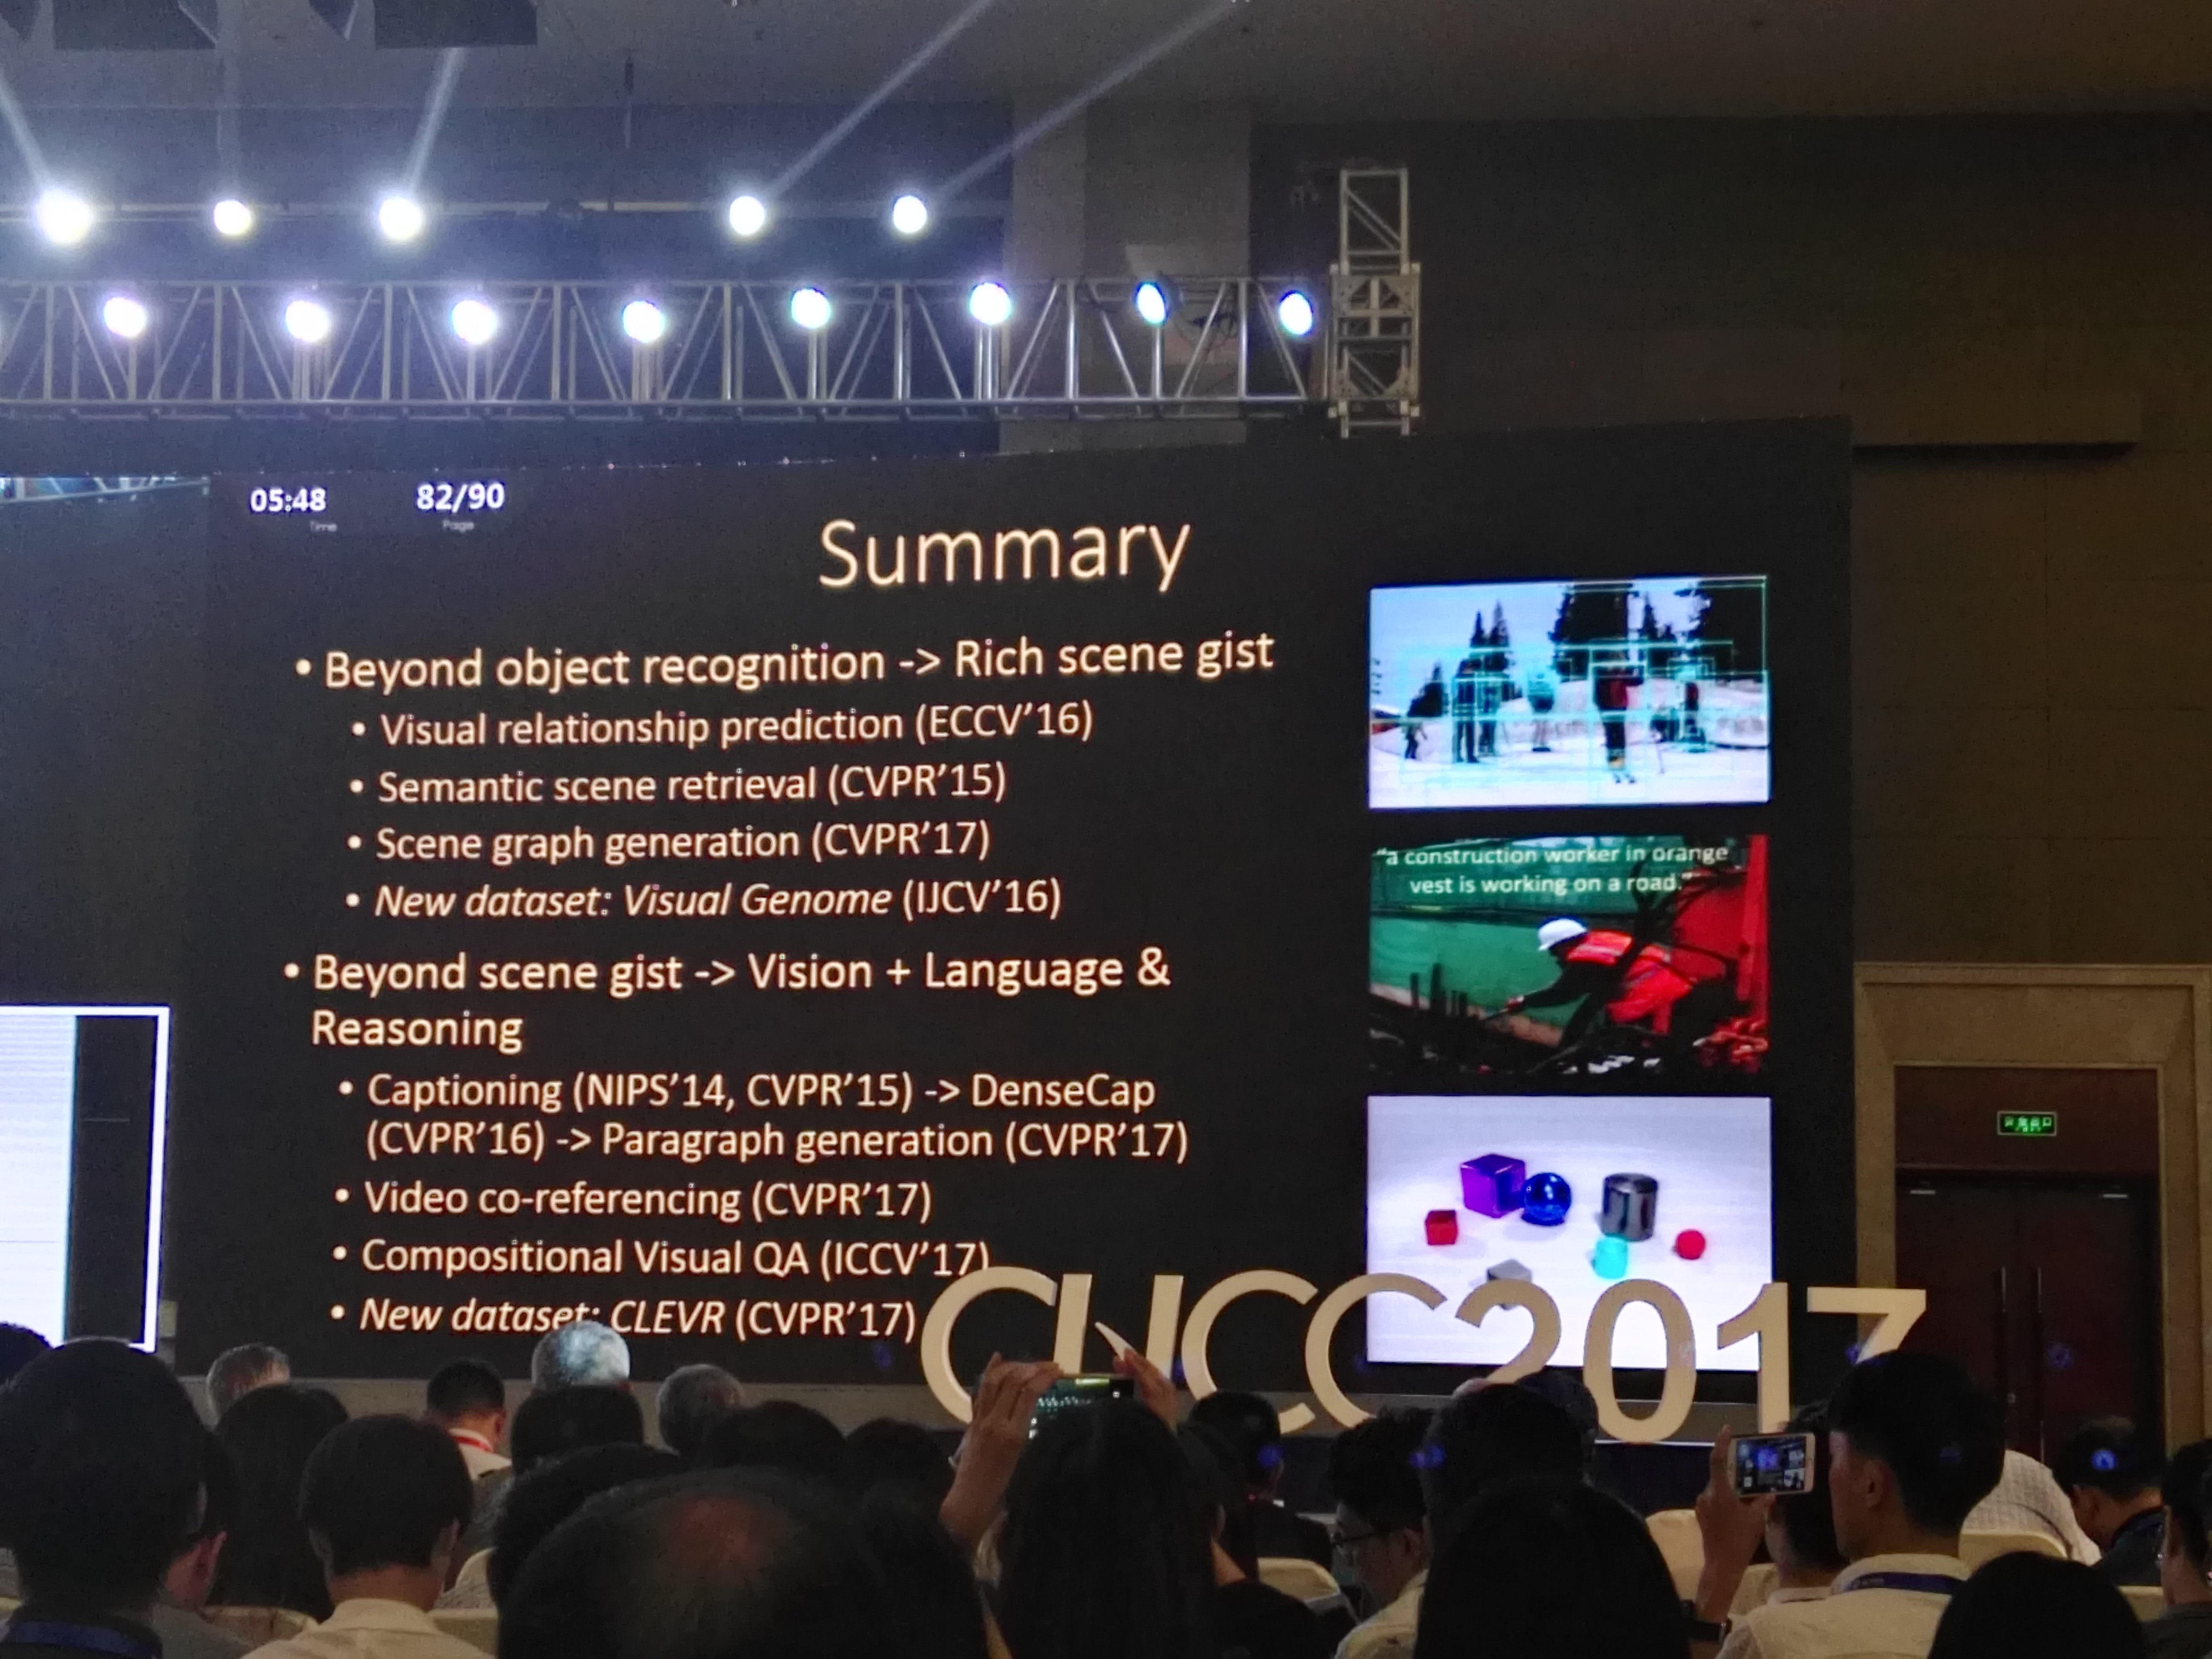 05:48 82/90
Time Page
Summary
• Beyond object recognition -> Rich scene gist
• Visual relationship prediction (ECCV'16)
• Semantic scene retrieval (CVPR'15)
• Scene graph generation (CVPR'17)
• New dataset: Visual Genome (IJCV'16)
• Beyond scene gist -> Vision + Language &
Reasoning
• Captioning (NIPS'14, CVPR'15) -> DenseCap
(CVPR'16) -> Paragraph generation (CVPR'17)
• Video co-referencing (CVPR'17)
• Compositional Visual QA (ICCV'17)
• New dataset: CLEVR (CVPR'17)
"a construction worker in orange
vest is working on a road."
2017